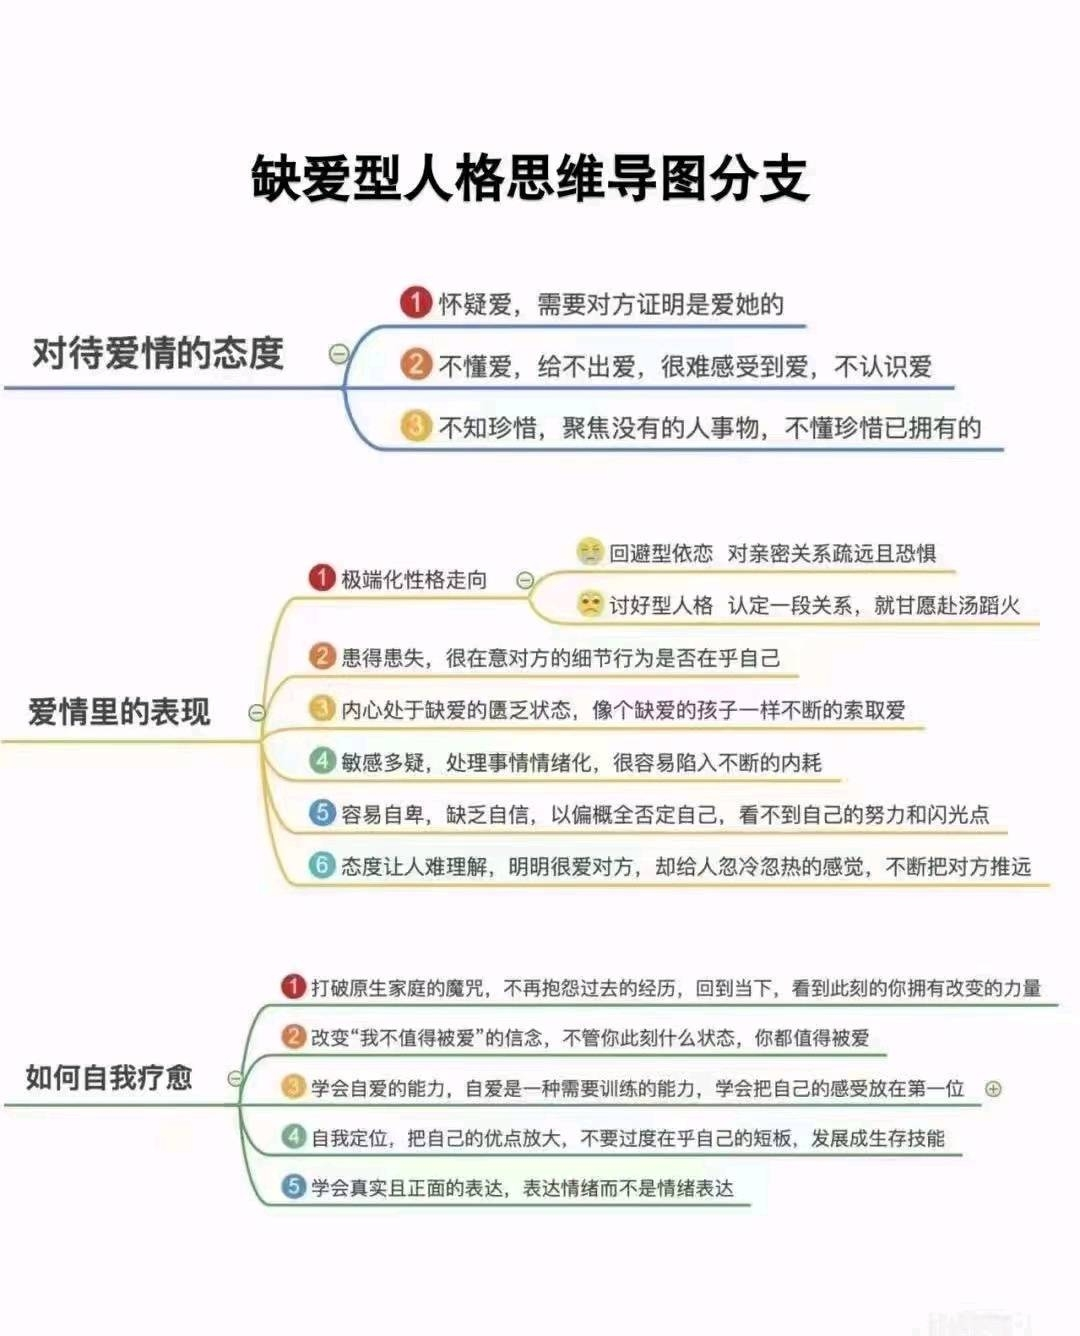 缺爱型人格思维导图分支
对待爱情的态度
1 怀疑爱，需要对方证明是爱她的
2 不懂爱，给不出爱，很难感受到爱，不认识爱
3 不知珍惜，聚焦没有的人事物，不懂珍惜已拥有的
爱情里的表现
1 极端化性格走向
回避型依恋 对亲密关系疏远且恐惧
讨好型人格 认定一段关系，就甘愿赴汤蹈火
2 患得患失，很在意对方的细节行为是否在乎自己
3 内心处于缺爱的匮乏状态，像个缺爱的孩子一样不断的索取爱
4 敏感多疑，处理事情情绪化，很容易陷入不断的内耗
5 容易自卑，缺乏自信，以偏概全否定自己，看不到自己的努力和闪光点
6 态度让人难理解，明明很爱对方，却给人忽冷忽热的感觉，不断把对方推远
如何自我疗愈
1 打破原生家庭的魔咒，不再抱怨过去的经历，回到当下，看到此刻的你拥有改变的力量
2 改变“我不值得被爱”的信念，不管你此刻什么状态，你都值得被爱
3 学会自爱的能力，自爱是一种需要训练的能力，学会把自己的感受放在第一位
4 自我定位，把自己的优点放大，不要过度在乎自己的短板，发展成生存技能
5 学会真实且正面的表达，表达情绪而不是情绪表达